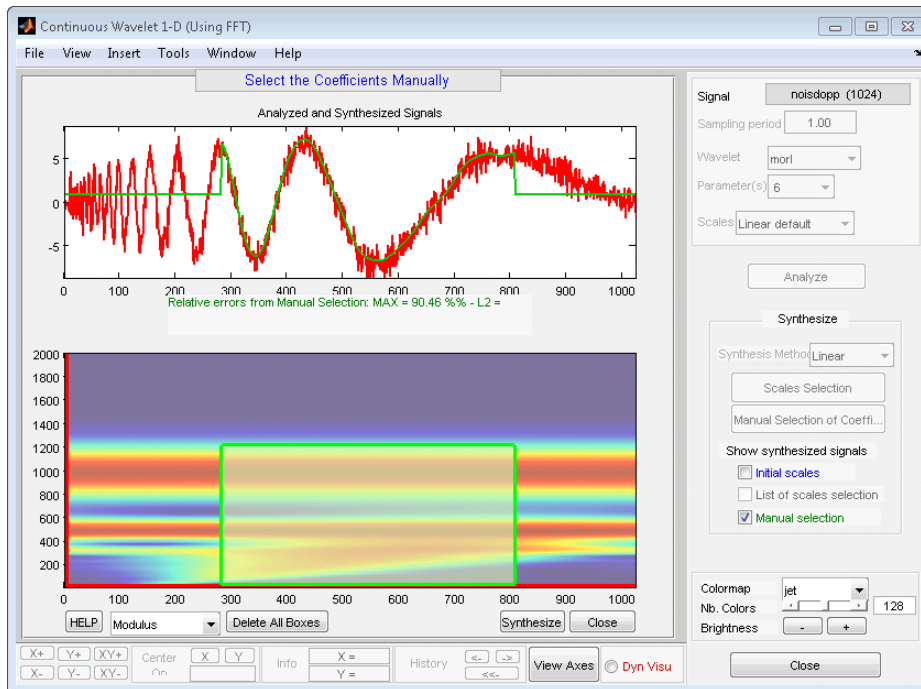 Continuous Wavelet 1-D (Using FFT)
File View Insert Tools Window Help
Select the Coefficients Manually
Analyzed and Synthesized Signals
5
0
-5
0 100 200 300 400 500 600 700 800 900 1000
Relative errors from Manual Selection: MAX = 90.46 %% - L2 =
2000
1800
1600
1400
1200
1000
800
600
400
200
0 100 200 300 400 500 600 700 800 900 1000
HELP Modulus Delete All Boxes Synthesize Close
Signal noisdopp (1024)
Sampling period 1.00
Wavelet morl
Parameter(s) 6
Scales Linear default
Analyze
Synthesize
Synthesis Method Linear
Scales Selection
Manual Selection of Coeffi...
Show synthesized signals
Initial scales
List of scales selection
Manual selection
Colormap jet
Nb. Colors 128
Brightness - +
X+ Y+ XY+
X- Y- XY-
Center
On
X Y
Info
X =
Y =
History
<- ->
<<-
View Axes
Dyn Visu
Close